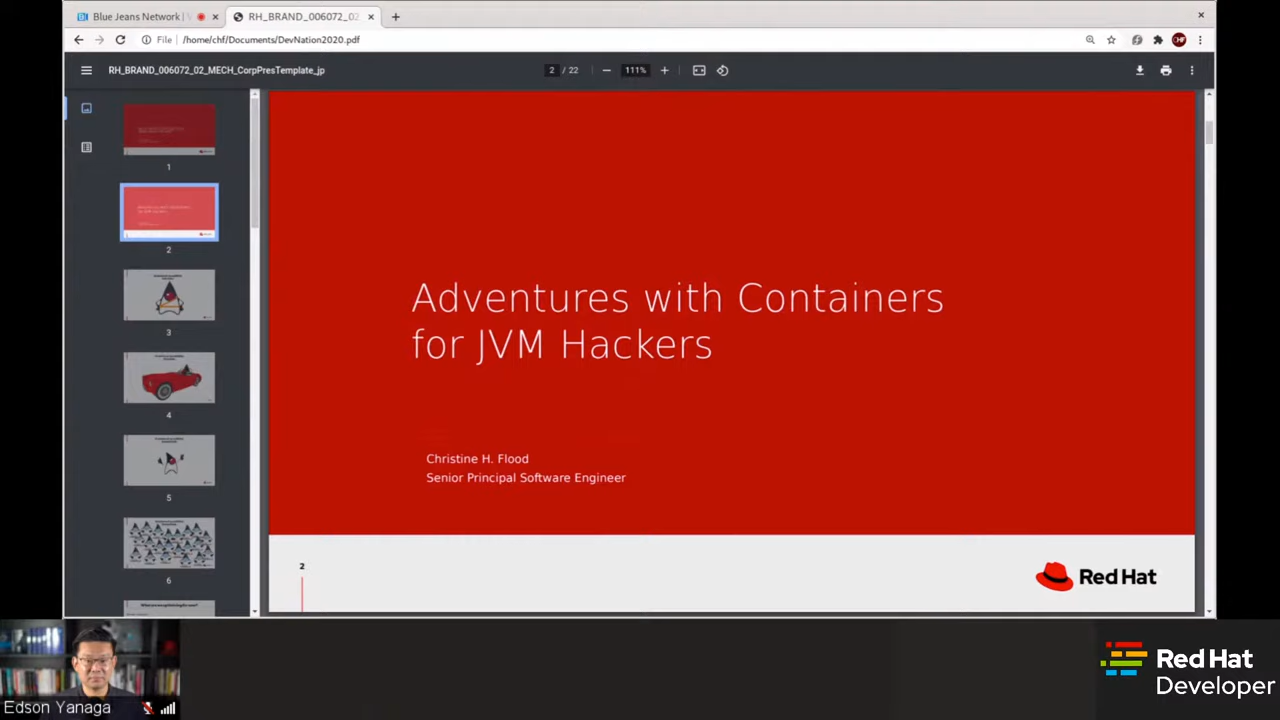 Blue Jeans Network | V
RH_BRAND_006072_02
File
/home/chf/Documents/DevNation2020.pdf
CHF
RH_BRAND_006072_02_MECH_CorpPresTemplate_jp
2 / 22
111%
1
2
3
4
5
6
Adventures with Containers
for JVM Hackers
Christine H. Flood
Senior Principal Software Engineer
2
Red Hat
Edson Yanaga
Red Hat
Developer